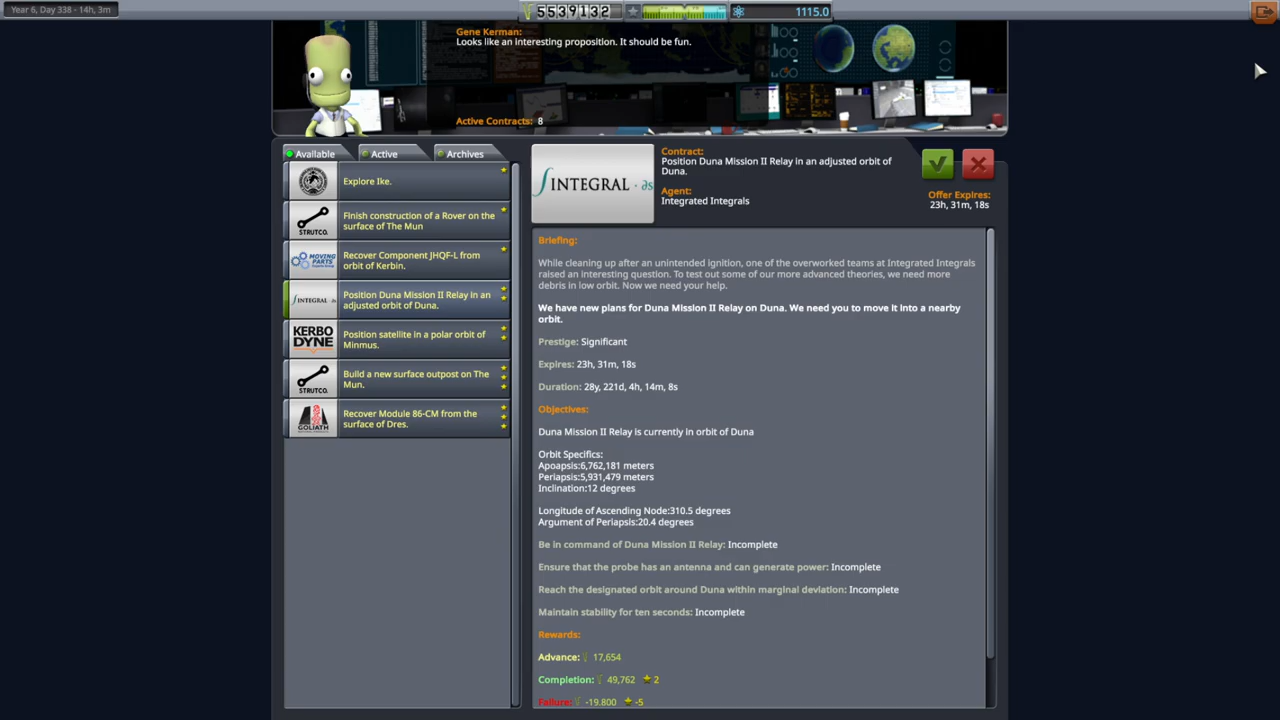 Year 6, Day 338 - 14h, 3m
5539132
1115.0
Gene Kerman:
Looks like an interesting proposition. It should be fun.
Active Contracts: 8
Available
Active
Archives
Explore Ike.
STRUTCO.
Finish construction of a Rover on the
surface of The Mun
MOVING
PARTS
Recover Component JHQF-L from
orbit of Kerbin.
INTEGRAL
Position Duna Mission II Relay in an
adjusted orbit of Duna.
KERBO
DYNE
Position satellite in a polar orbit of
Minmus.
STRUTCO.
Build a new surface outpost on The
Mun.
GOLIATH
Recover Module 86-CM from the
surface of Dres.
∫INTEGRAL · ∂s
Contract:
Position Duna Mission II Relay in an adjusted orbit of
Duna.
Agent:
Integrated Integrals
Offer Expires:
23h, 31m, 18s
Briefing:
While cleaning up after an unintended ignition, one of the overworked teams at Integrated Integrals
raised an interesting question. To test out some of our more advanced theories, we need more
debris in low orbit. Now we need your help.
We have new plans for Duna Mission II Relay on Duna. We need you to move it into a nearby
orbit.
Prestige: Significant
Expires: 23h, 31m, 18s
Duration: 28y, 221d, 4h, 14m, 8s
Objectives:
Duna Mission II Relay is currently in orbit of Duna
Orbit Specifics:
Apoapsis:6,762,181 meters
Periapsis:5,931,479 meters
Inclination:12 degrees
Longitude of Ascending Node:310.5 degrees
Argument of Periapsis:20.4 degrees
Be in command of Duna Mission II Relay: Incomplete
Ensure that the probe has an antenna and can generate power: Incomplete
Reach the designated orbit around Duna within marginal deviation: Incomplete
Maintain stability for ten seconds: Incomplete
Rewards:
Advance: 17,654
Completion: 49,762 2
Failure: -19,800 -5